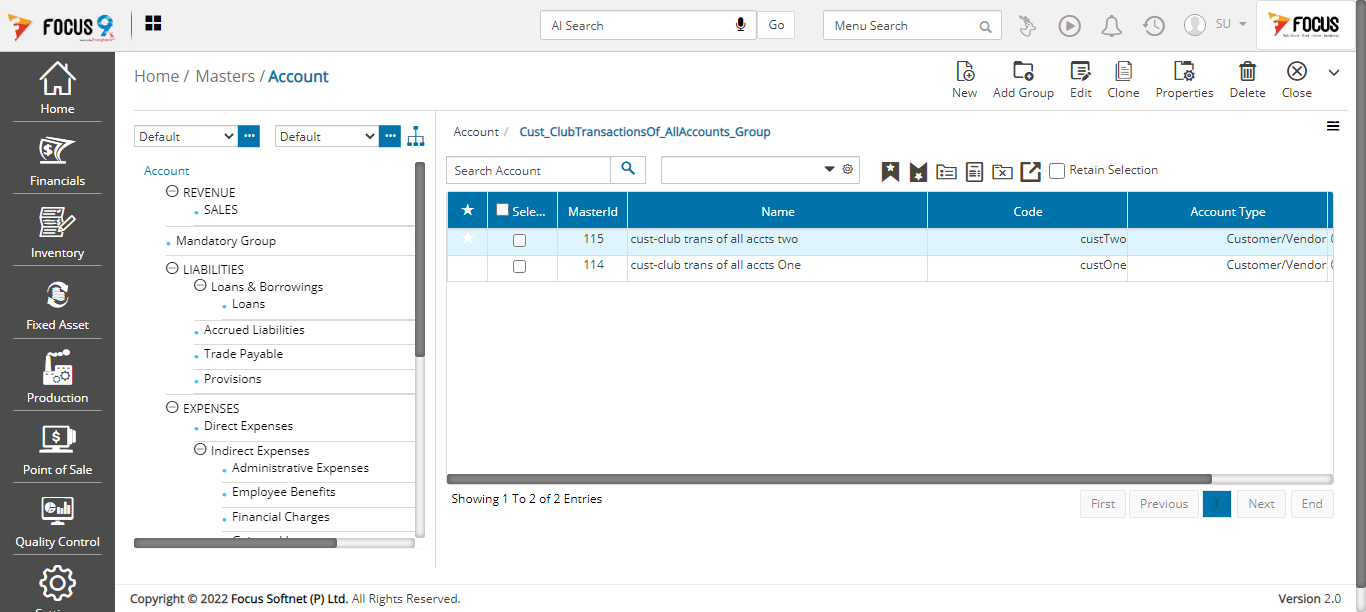 FOCUS 9
AI Search
Go
Menu Search
SU
FOCUS
Home
Financials
Inventory
Fixed Asset
Production
Point of Sale
Quality Control
Home / Masters / Account
New
Add Group
Edit
Clone
Properties
Delete
Close
Default
Default
Account
REVENUE
SALES
Mandatory Group
LIABILITIES
Loans & Borrowings
Loans
Accrued Liabilities
Trade Payable
Provisions
EXPENSES
Direct Expenses
Indirect Expenses
Administrative Expenses
Employee Benefits
Financial Charges
Account / Cust_ClubTransactionsOf_AllAccounts_Group
Search Account
Retain Selection
Sele... MasterId Name Code Account Type
115 cust-club trans of all accts two custTwo Customer/Vendor
114 cust-club trans of all accts One custOne Customer/Vendor
Showing 1 To 2 of 2 Entries
First Previous 1 Next End
Copyright © 2022 Focus Softnet (P) Ltd. All Rights Reserved.
Version 2.0